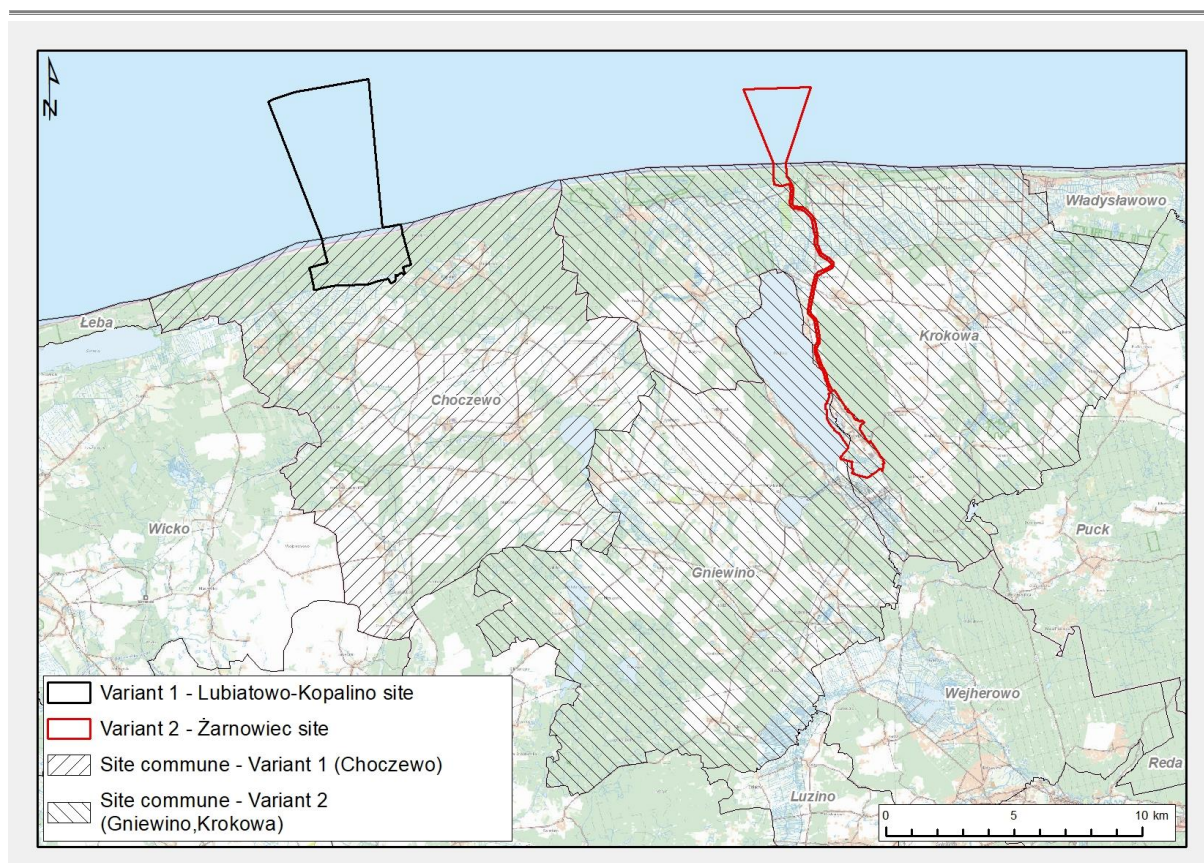 N
Władysławowo
Łeba
Krokowa
Choczewo
Wicko
Puck
Gniewino
Wejherowo
Reda
Luzino
Variant 1 - Lubiatowo-Kopalino site
Variant 2 - Żarnowiec site
Site commune - Variant 1 (Choczewo)
Site commune - Variant 2
(Gniewino,Krokowa)
0 5 10 km